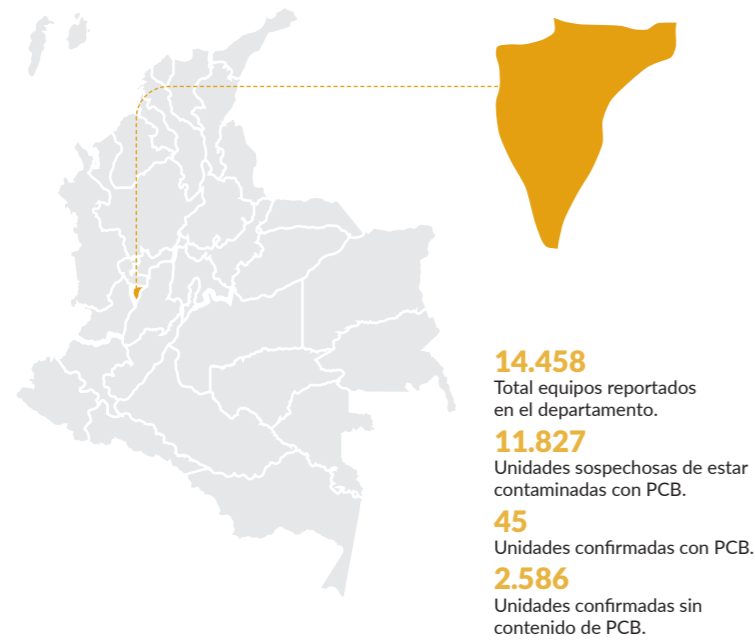 14.458
Total equipos reportados
en el departamento.
11.827
Unidades sospechosas de estar
contaminadas con PCB.
45
Unidades confirmadas con PCB.
2.586
Unidades confirmadas sin
contenido de PCB.